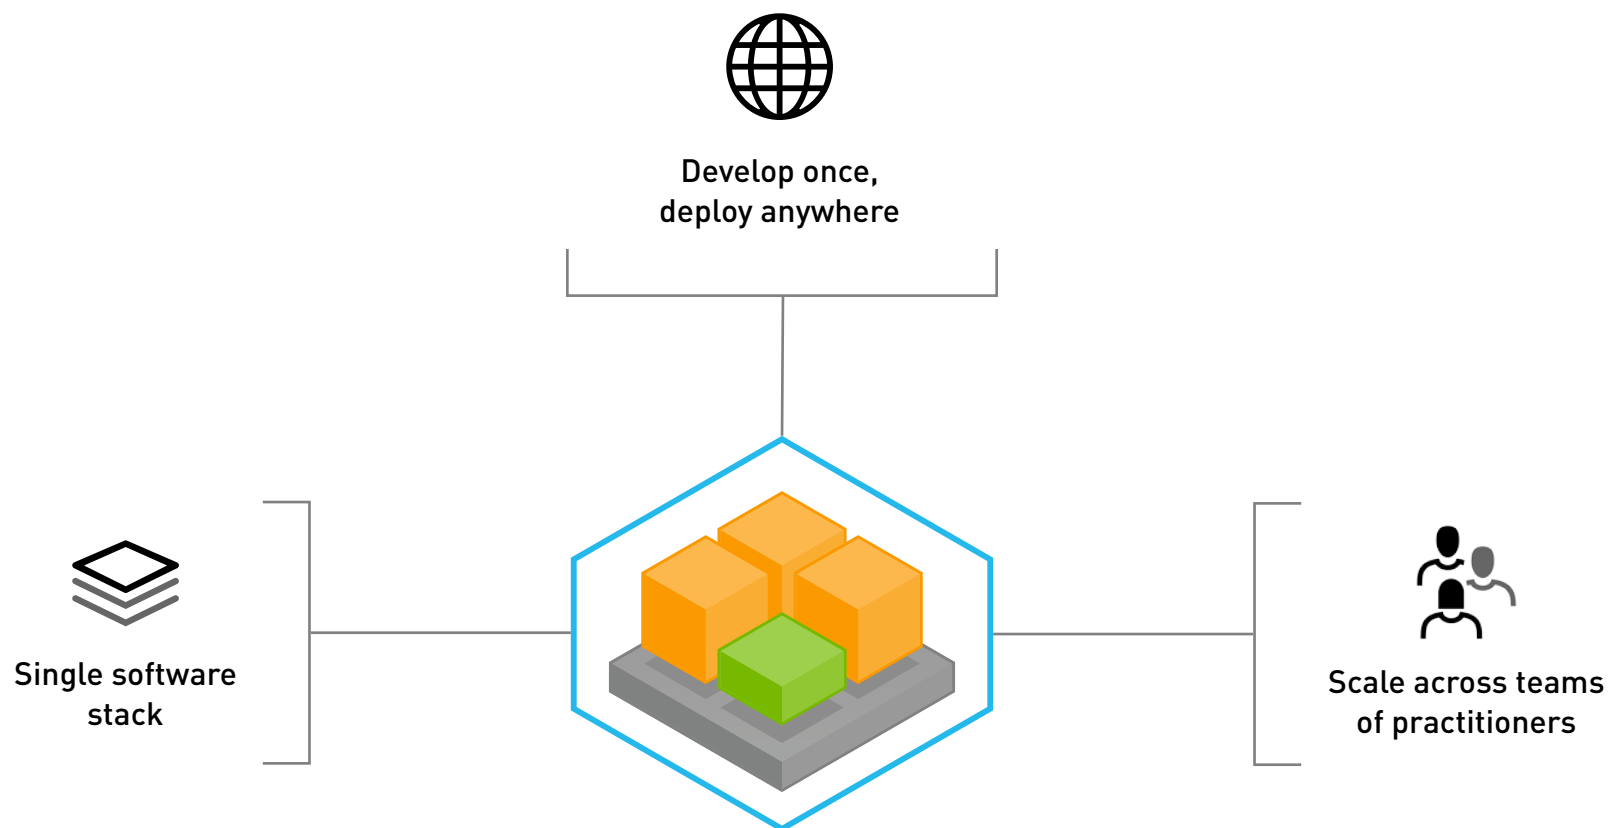 Develop once,
deploy anywhere
Single software
stack
Scale across teams
of practitioners